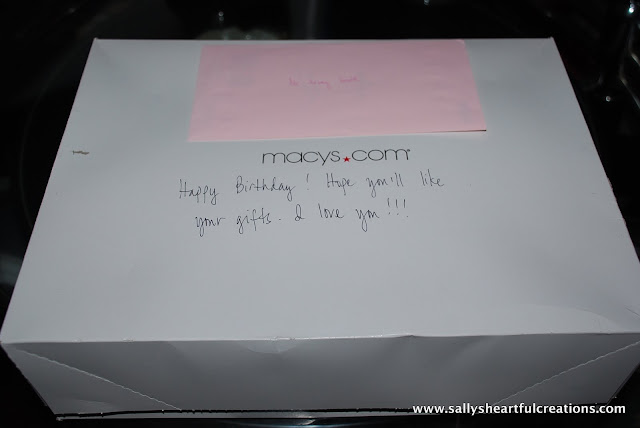 macys.com
Happy Birthday! Hope you'll like
your gifts. I love you!!!
www.sallysheartfulcreations.com